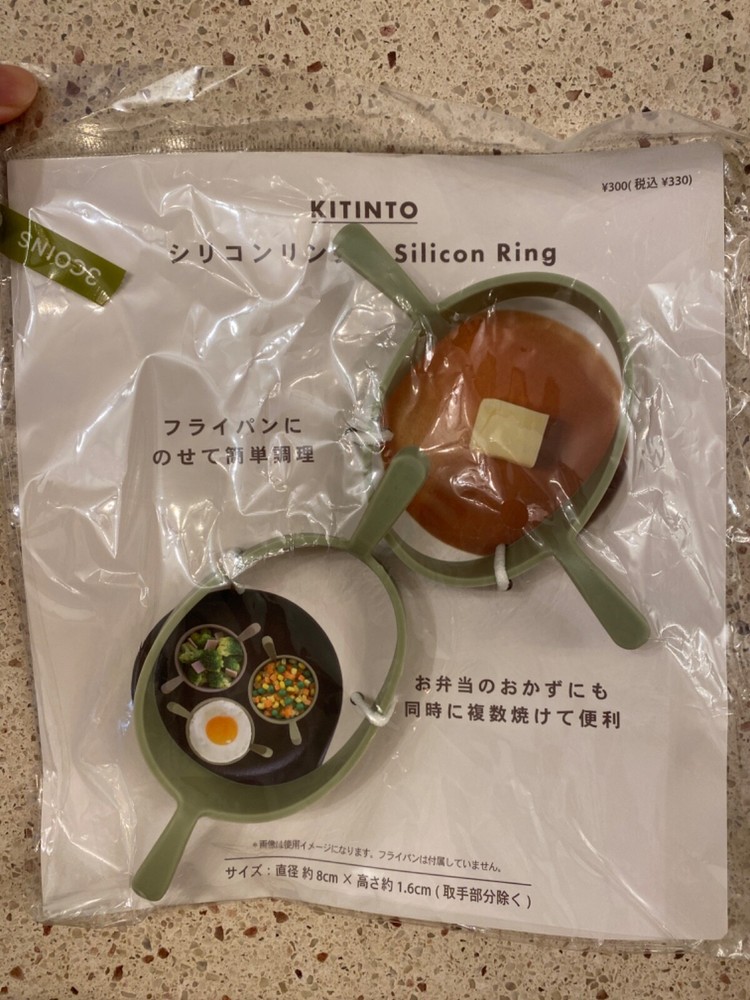 ¥300(税込 ¥330)
KITINTO
シリコンリン Silicon Ring
3COINS
フライパンに
のせて簡単調理
お弁当のおかずにも
同時に複数焼けて便利
*画像は使用イメージになります。フライパンは付属していません。
サイズ：直径 約8cm × 高さ約1.6cm ( 取手部分除く )